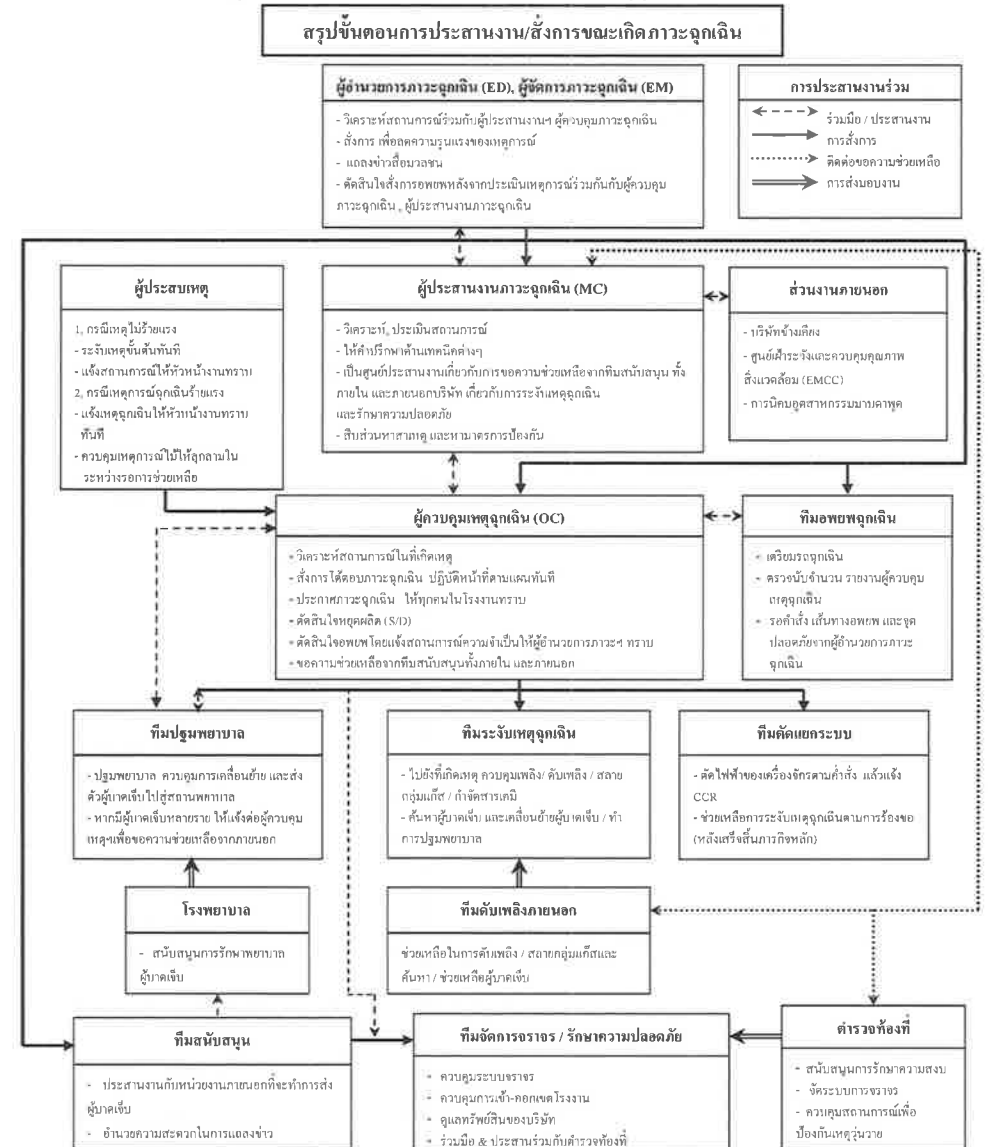 สรุปขั้นตอนการประสานงาน/สั่งการขณะเกิดภาวะฉุกเฉิน
ผู้อำนวยการภาวะฉุกเฉิน (ED), ผู้จัดการภาวะฉุกเฉิน (EM)
- วิเคราะห์สถานการณ์ร่วมกับผู้ประสานงานฯ ผู้ควบคุมภาวะฉุกเฉิน
- สั่งการ เพื่อลดความรุนแรงของเหตุการณ์
- แถลงข่าวสื่อมวลชน
- ตัดสินใจสั่งการอพยพหลังจากประเมินเหตุการณ์ร่วมกันกับผู้ควบคุม
ภาวะฉุกเฉิน , ผู้ประสานงานภาวะฉุกเฉิน
การประสานงานร่วม
ร่วมมือ / ประสานงาน
การสั่งการ
ติดต่อขอความช่วยเหลือ
การส่งมอบงาน
ผู้ประสบเหตุ
1. กรณีเหตุไม่ร้ายแรง
- ระงับเหตุขั้นต้นทันที
- แจ้งสถานการณ์ให้หัวหน้างานทราบ
2. กรณีเหตุการณ์ฉุกเฉินร้ายแรง
- แจ้งเหตุฉุกเฉินให้หัวหน้างานทราบ
ทันที
- ควบคุมเหตุการณ์ไม่ให้ลุกลามใน
ระหว่างรอการช่วยเหลือ
ผู้ประสานงานภาวะฉุกเฉิน (MC)
- วิเคราะห์, ประเมินสถานการณ์
- ให้คำปรึกษาด้านเทคนิคต่างๆ
- เป็นศูนย์ประสานงานเกี่ยวกับการขอความช่วยเหลือจากทีมสนับสนุน ทั้ง
ภายใน และภายนอกบริษัท เกี่ยวกับการระงับเหตุฉุกเฉิน
และรักษาความปลอดภัย
- สืบสวนหาสาเหตุ และหามาตรการป้องกัน
ส่วนงานภายนอก
- บริษัทข้างเคียง
- ศูนย์เฝ้าระวังและควบคุมคุณภาพ
สิ่งแวดล้อม (EMCC)
- การนิคมอุตสาหกรรมมาบตาพุด
ผู้ควบคุมเหตุฉุกเฉิน (OC)
- วิเคราะห์สถานการณ์ในที่เกิดเหตุ
- สั่งการโต้ตอบภาวะฉุกเฉิน ปฏิบัติหน้าที่ตามแผนทันที
- ประกาศภาวะฉุกเฉิน ให้ทุกคนในโรงงานทราบ
- ตัดสินใจหยุดผลิต (S/D)
- ตัดสินใจอพยพ โดยแจ้งสถานการณ์ความจำเป็นให้ผู้อำนวยการภาวะฯ ทราบ
- ขอความช่วยเหลือจากทีมสนับสนุนทั้งภายใน และภายนอก
ทีมอพยพฉุกเฉิน
- เตรียมรถฉุกเฉิน
- ตรวจนับจำนวน รายงานผู้ควบคุม
เหตุฉุกเฉิน
- รอคำสั่ง เส้นทางอพยพ และจุด
ปลอดภัยจากผู้อำนวยการภาวะ
ฉุกเฉิน
ทีมปฐมพยาบาล
- ปฐมพยาบาล ควบคุมการเคลื่อนย้าย และส่ง
ตัวผู้บาดเจ็บไปสู่สถานพยาบาล
- หากมีผู้บาดเจ็บหลายราย ให้แจ้งต่อผู้ควบคุม
เหตุฯเพื่อขอความช่วยเหลือจากภายนอก
ทีมระงับเหตุฉุกเฉิน
- ไปยังที่เกิดเหตุ ควบคุมเพลิง/ ดับเพลิง / สลาย
กลุ่มแก๊ส / กำจัดสารเคมี
- ค้นหาผู้บาดเจ็บ และเคลื่อนย้ายผู้บาดเจ็บ / ทำ
การปฐมพยาบาล
ทีมตัดแยกระบบ
- ตัดไฟฟ้าของเครื่องจักรตามคำสั่ง แล้วแจ้ง
CCR
- ช่วยเหลือการระงับเหตุฉุกเฉินตามการร้องขอ
(หลังเสร็จสิ้นภารกิจหลัก)
โรงพยาบาล
- สนับสนุนการรักษาพยาบาล
ผู้บาดเจ็บ
ทีมดับเพลิงภายนอก
ช่วยเหลือในการดับเพลิง / สลายกลุ่มแก๊สและ
ค้นหา / ช่วยเหลือผู้บาดเจ็บ
ทีมสนับสนุน
- ประสานงานกับหน่วยงานภายนอกที่จะทำการส่ง
ผู้บาดเจ็บ
- อำนวยความสะดวกในการแถลงข่าว
ทีมจัดการจราจร / รักษาความปลอดภัย
- ควบคุมระบบจราจร
- ควบคุมการเข้า-ออกเขตโรงงาน
- ดูแลทรัพย์สินของบริษัท
- ร่วมมือ & ประสานร่วมกับตำรวจท้องที่
ตำรวจท้องที่
- สนับสนุนการรักษาความสงบ
- จัดระบบการจราจร
- ควบคุมสถานการณ์เพื่อ
ป้องกันเหตุวุ่นวาย